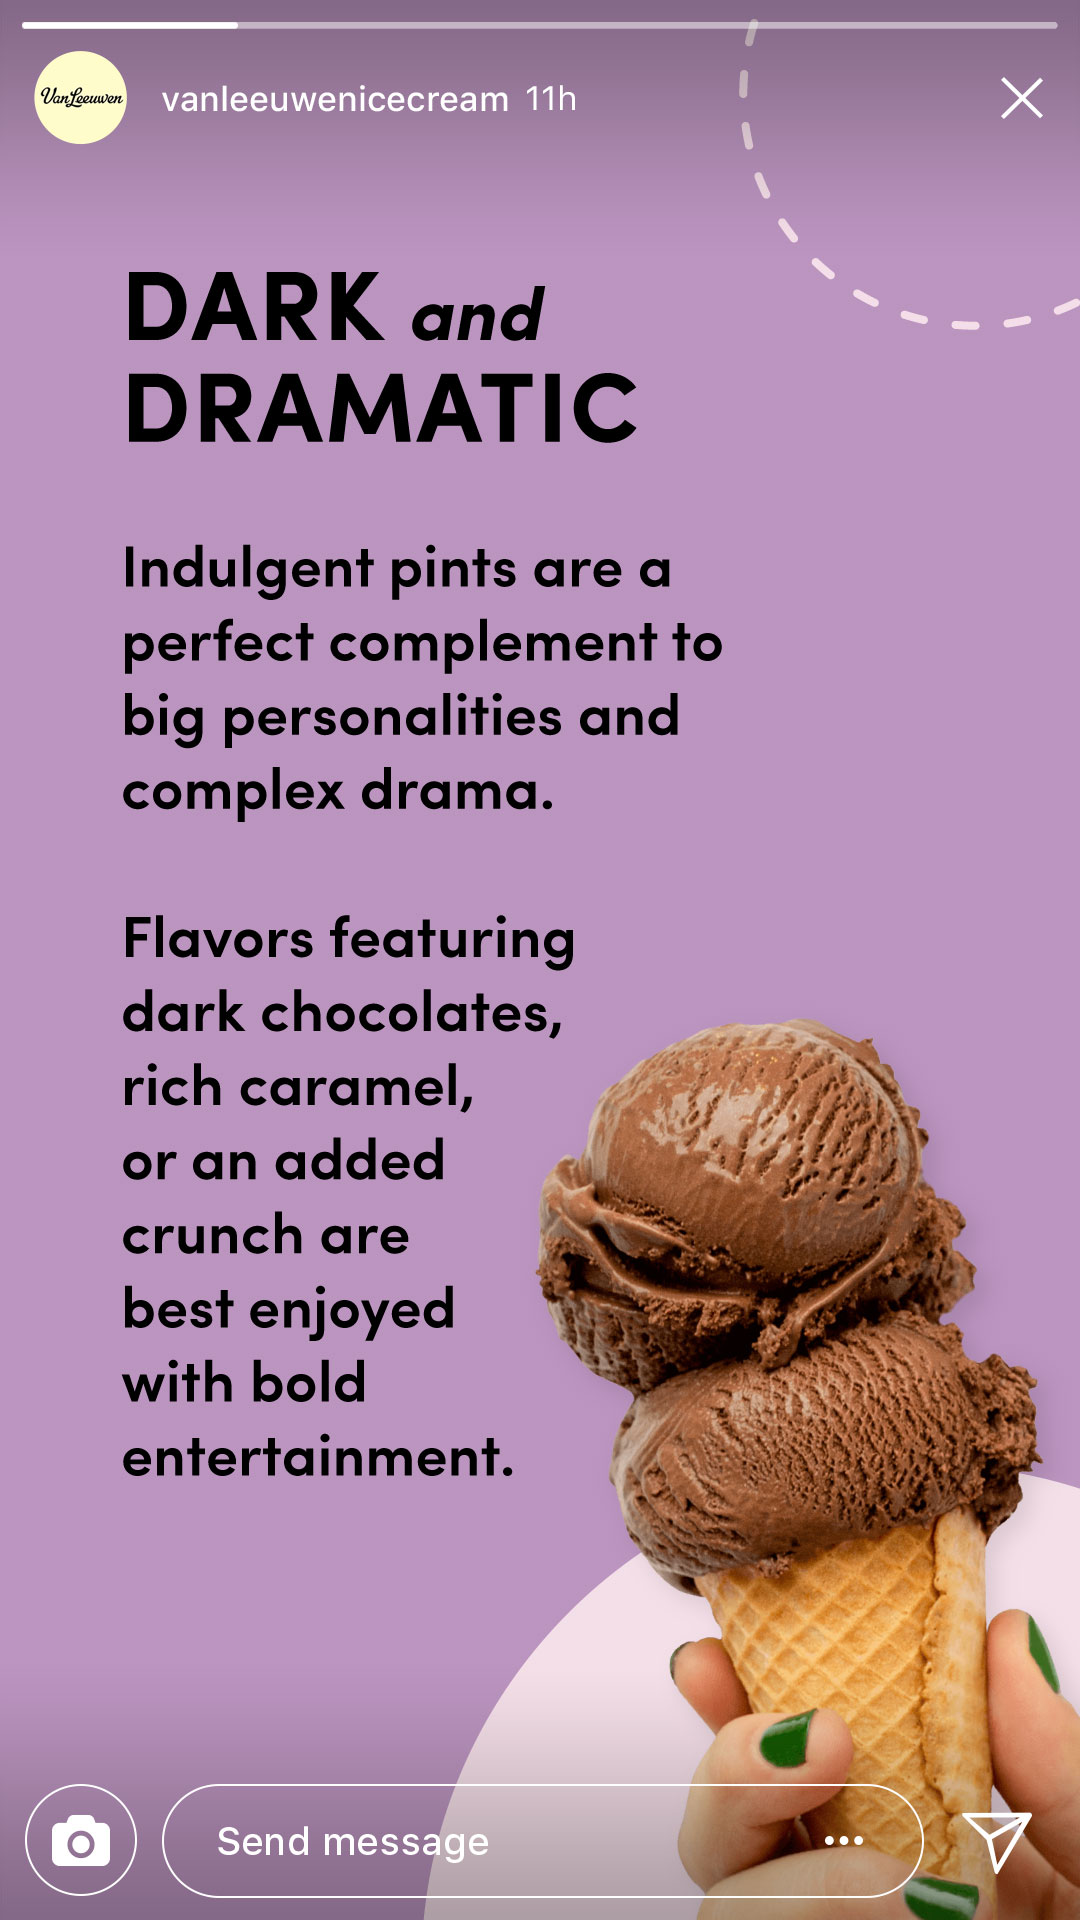 VanLeeuwen
vanleeuwenicecream 11h
DARK and
DRAMATIC
Indulgent pints are a
perfect complement to
big personalities and
complex drama.
Flavors featuring
dark chocolates,
rich caramel,
or an added
crunch are
best enjoyed
with bold
entertainment.
Send message